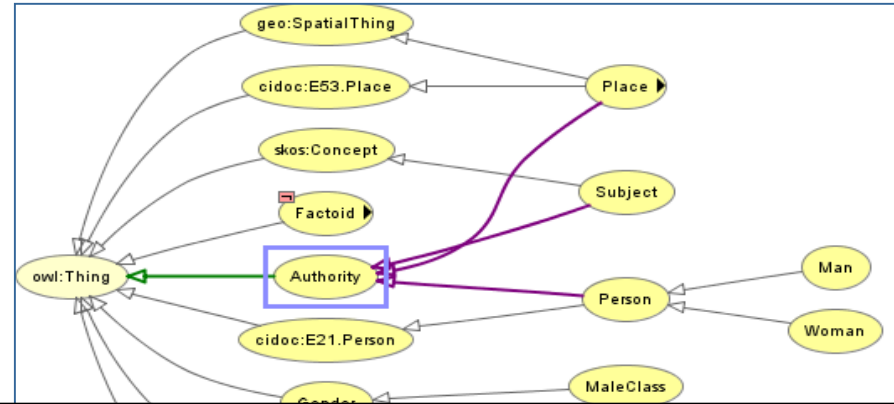 geo:SpatialThing
cidoc:E53.Place
Place
skos:Concept
Subject
Factoid
owl:Thing
Authority
Person
Man
Woman
cidoc:E21.Person
Gender
MaleClass